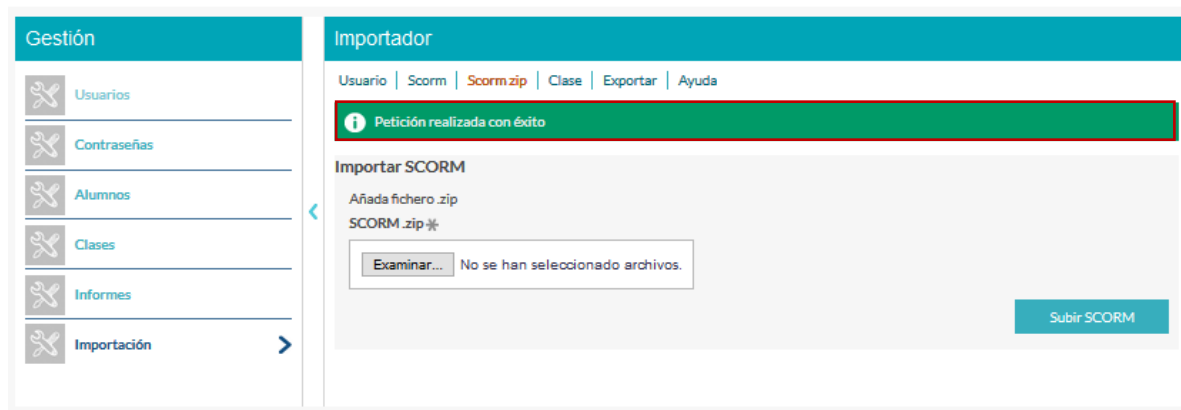 Gestión
Usuarios
Contraseñas
Alumnos
Clases
Informes
Importación
Importador
Usuario | Scorm | Scorm zip | Clase | Exportar | Ayuda
Petición realizada con éxito
Importar SCORM
Añada fichero .zip
SCORM .zip *
Examinar... No se han seleccionado archivos.
Subir SCORM